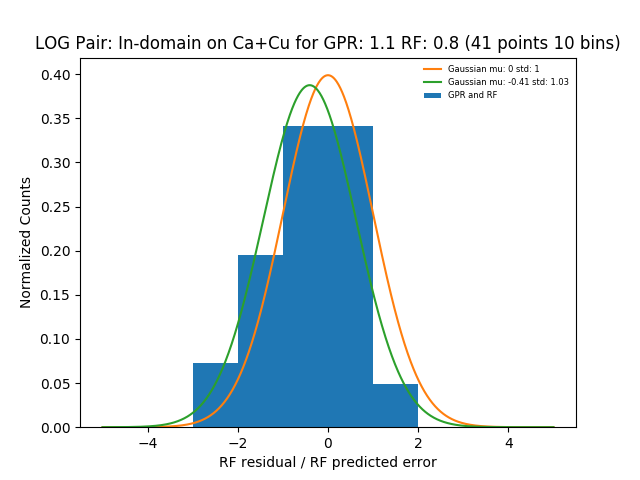 LOG Pair: In-domain on Ca+Cu for GPR: 1.1 RF: 0.8 (41 points 10 bins)
Gaussian mu: 0 std: 1
Gaussian mu: -0.41 std: 1.03
GPR and RF
Normalized Counts
0.40
0.35
0.30
0.25
0.20
0.15
0.10
0.05
0.00
−4
−2
0
2
4
RF residual / RF predicted error